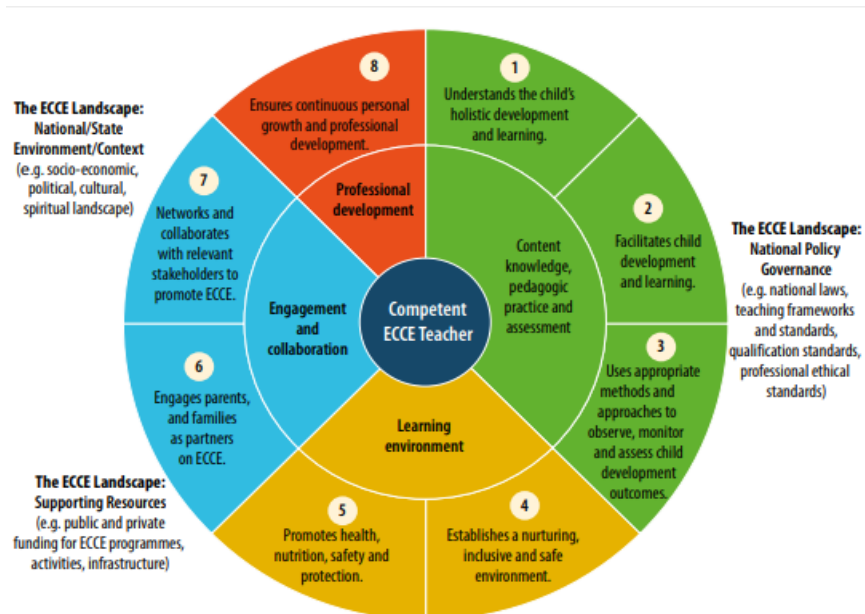 8
Ensures continuous personal
growth and professional
development.
1
Understands the child's
holistic development
and learning.
The ECCE Landscape:
National/State
Environment/Context
(e.g. socio-economic,
political, cultural,
spiritual landscape)
7
Networks and
collaborates
with relevant
stakeholders to
promote ECCE.
Professional
development
2
Facilitates child
development
and learning.
The ECCE Landscape:
National Policy
Governance
(e.g. national laws,
teaching frameworks
and standards,
qualification standards,
professional ethical
standards)
Content
knowledge,
pedagogic
practice and
assessment
Engagement
and
collaboration
Competent
ECCE Teacher
3
Uses appropriate
methods and
approaches to
observe, monitor
and assess child
development
outcomes.
6
Engages parents,
and families
as partners
on ECCE.
Learning
environment
The ECCE Landscape:
Supporting Resources
(e.g. public and private
funding for ECCE programmes,
activities, infrastructure)
5
Promotes health,
nutrition, safety and
protection.
4
Establishes a nurturing,
inclusive and safe
environment.